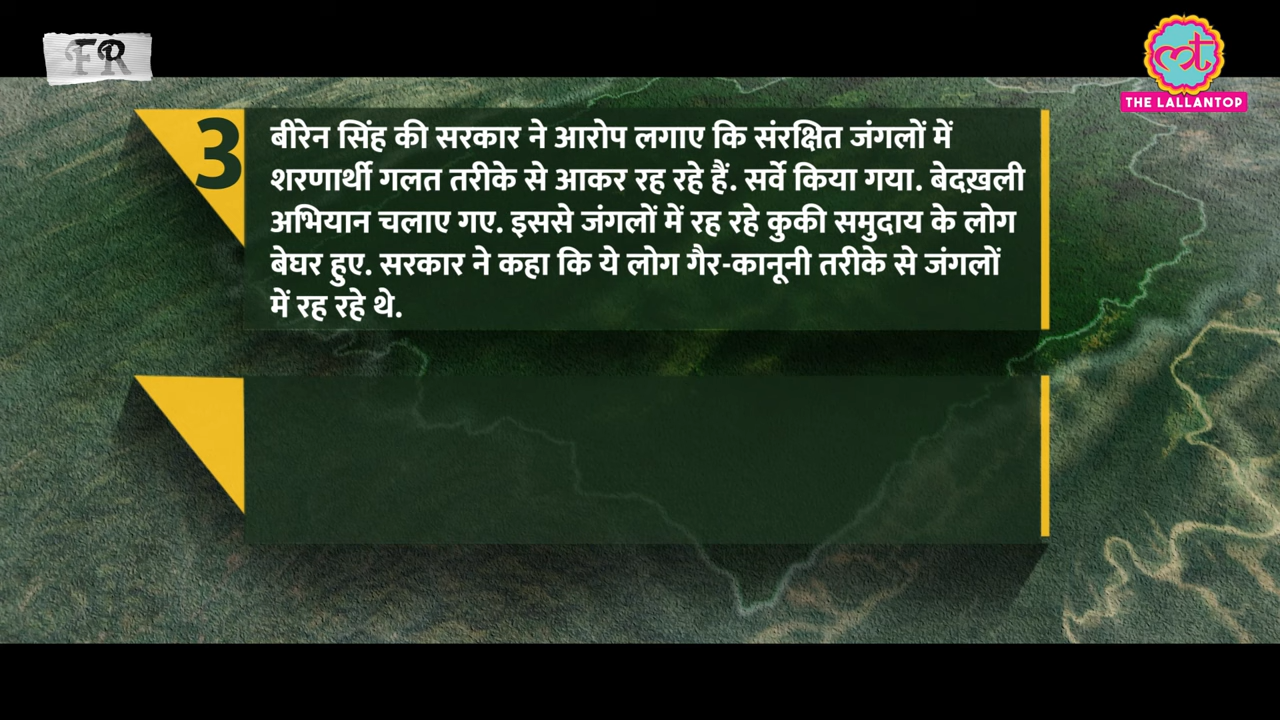 FR
THE LALLANTOP
3
बीरेन सिंह की सरकार ने आरोप लगाए कि संरक्षित जंगलों में
शरणार्थी गलत तरीके से आकर रह रहे हैं. सर्वे किया गया. बेदख़ली
अभियान चलाए गए. इससे जंगलों में रह रहे कुकी समुदाय के लोग
बेघर हुए. सरकार ने कहा कि ये लोग गैर-कानूनी तरीके से जंगलों
में रह रहे थे.